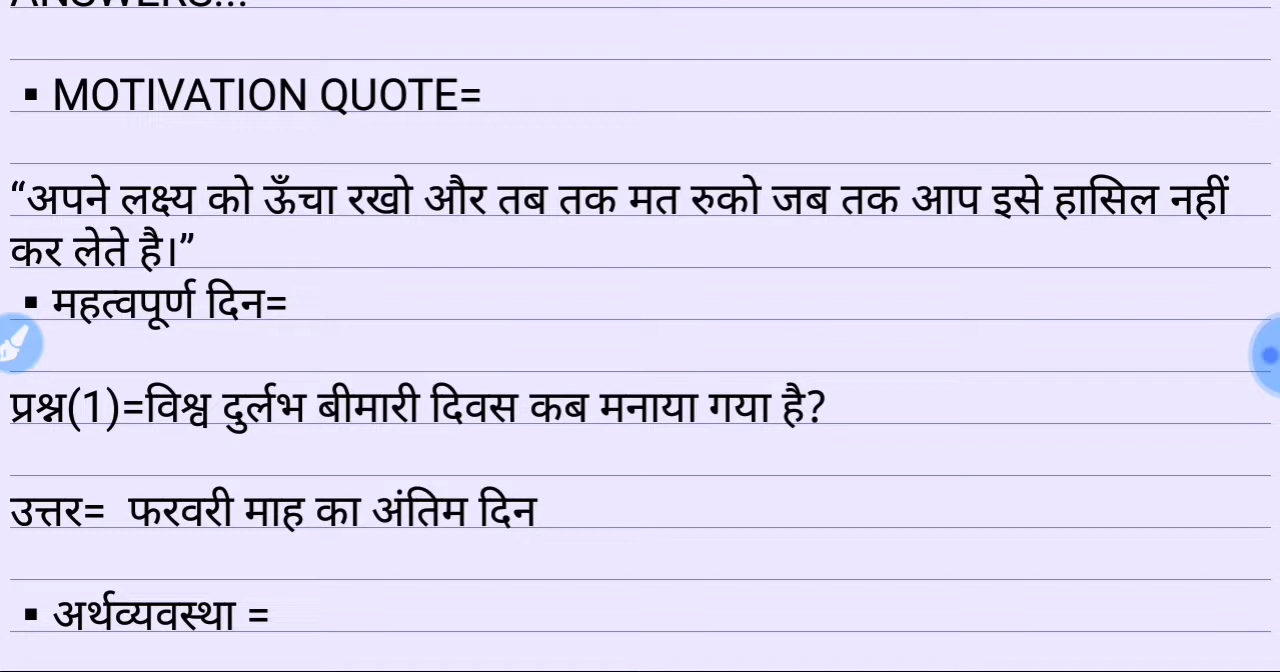 ANSWERS...
▪ MOTIVATION QUOTE=
“अपने लक्ष्य को ऊँचा रखो और तब तक मत रुको जब तक आप इसे हासिल नहीं
कर लेते है।”
▪ महत्वपूर्ण दिन=
प्रश्न(1)=विश्व दुर्लभ बीमारी दिवस कब मनाया गया है?
उत्तर= फरवरी माह का अंतिम दिन
▪ अर्थव्यवस्था =